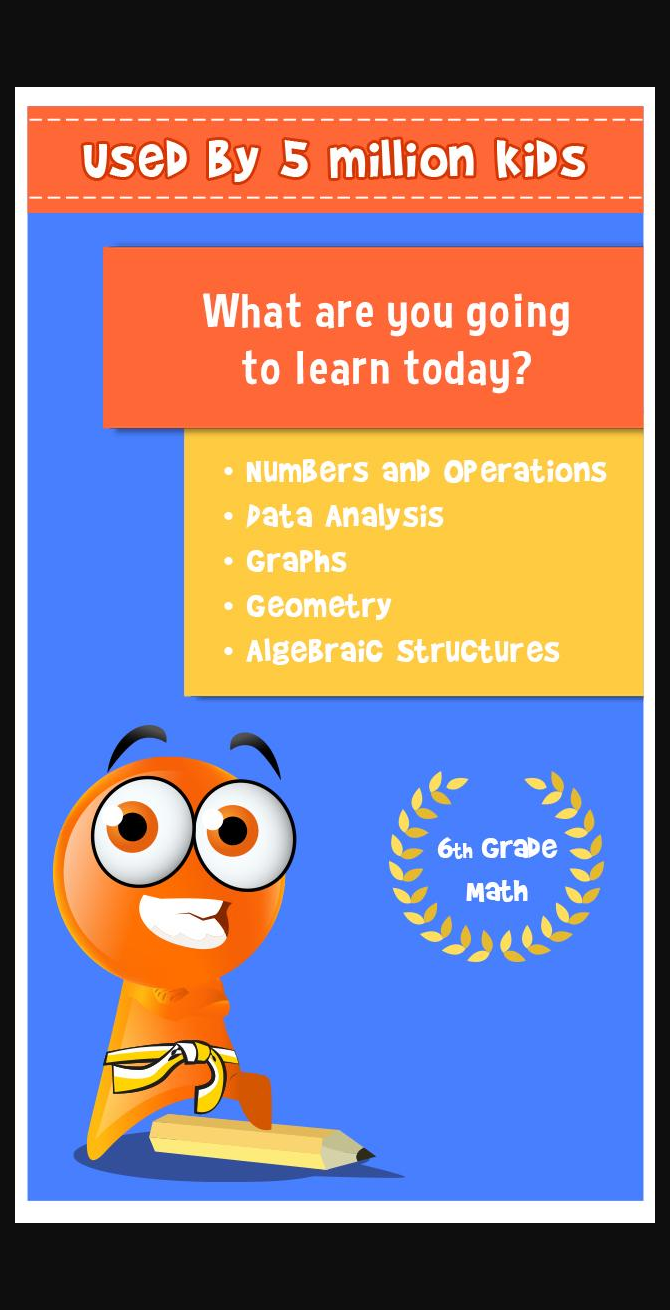 Used By 5 million kids
What are you going
to learn today?
• Numbers and Operations
• Data Analysis
• Graphs
• Geometry
• Algebraic Structures
6th Grade
Math